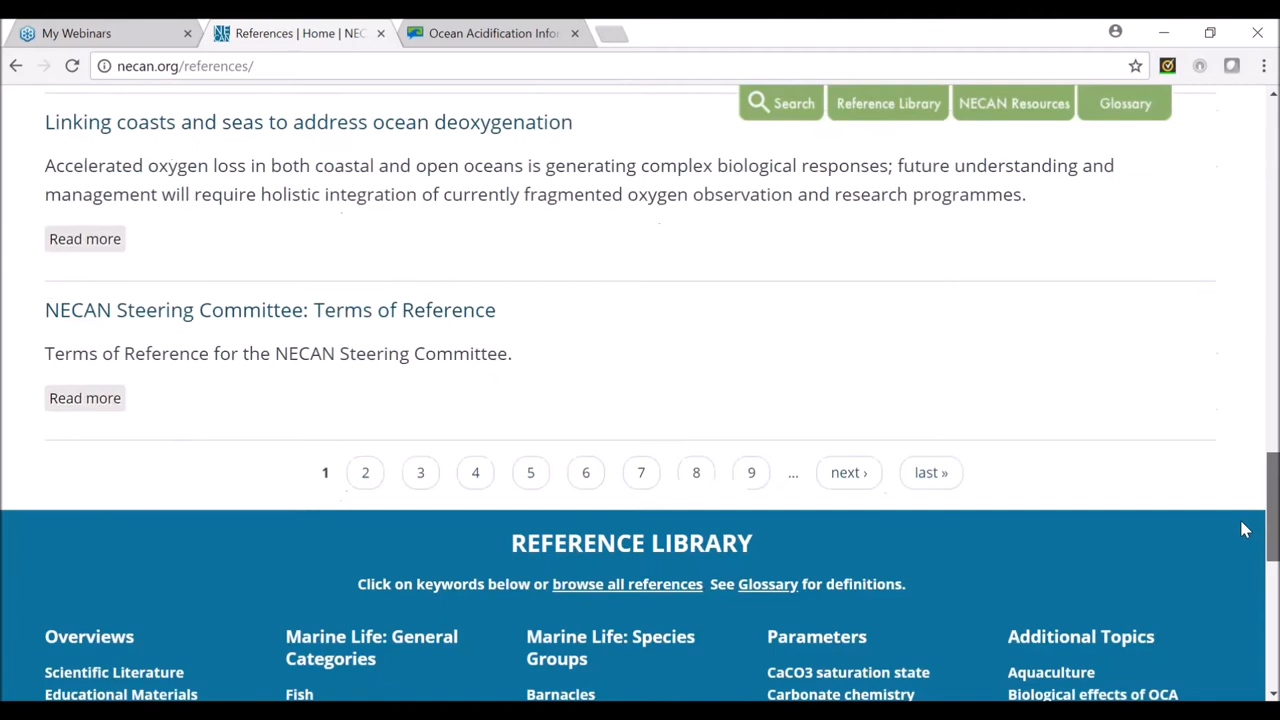 My Webinars
References | Home | NEC
Ocean Acidification Info
necan.org/references/
Search
Reference Library
NECAN Resources
Glossary
Linking coasts and seas to address ocean deoxygenation
Accelerated oxygen loss in both coastal and open oceans is generating complex biological responses; future understanding and
management will require holistic integration of currently fragmented oxygen observation and research programmes.
Read more
NECAN Steering Committee: Terms of Reference
Terms of Reference for the NECAN Steering Committee.
Read more
1 2 3 4 5 6 7 8 9 ... next › last »
REFERENCE LIBRARY
Click on keywords below or browse all references See Glossary for definitions.
Overviews
Scientific Literature
Educational Materials
Marine Life: General
Categories
Fish
Marine Life: Species
Groups
Barnacles
Parameters
CaCO3 saturation state
Carbonate chemistry
Additional Topics
Aquaculture
Biological effects of OCA